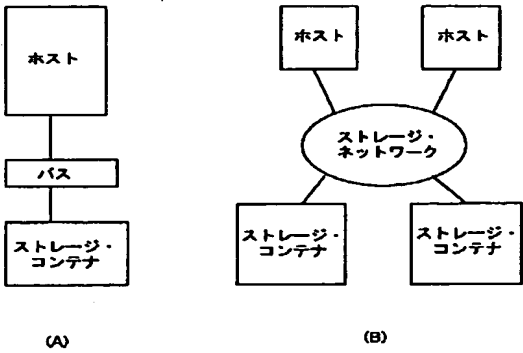 ホスト
バス
ストレージ・
コンテナ
(A)
ホスト
ホスト
ストレージ・
ネットワーク
ストレージ・
コンテナ
ストレージ・
コンテナ
(B)